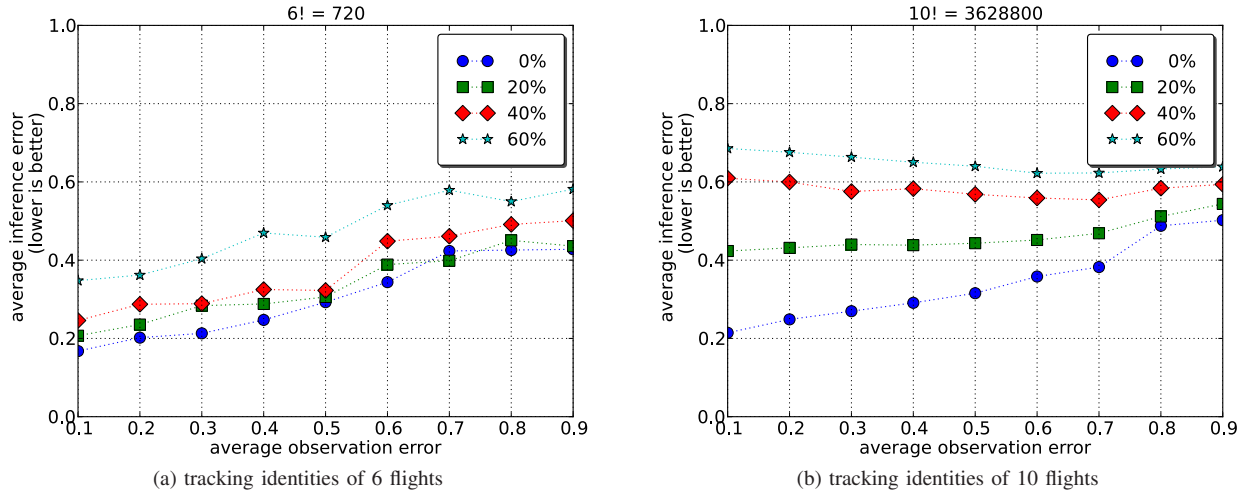 6! = 720
1.0
0.8
0.6
0.4
0.2
0.0
average inference error
(lower is better)
0%
20%
40%
60%
0.1 0.2 0.3 0.4 0.5 0.6 0.7 0.8 0.9
average observation error
(a) tracking identities of 6 flights
10! = 3628800
1.0
0.8
0.6
0.4
0.2
0.0
average inference error
(lower is better)
0%
20%
40%
60%
0.1 0.2 0.3 0.4 0.5 0.6 0.7 0.8 0.9
average observation error
(b) tracking identities of 10 flights